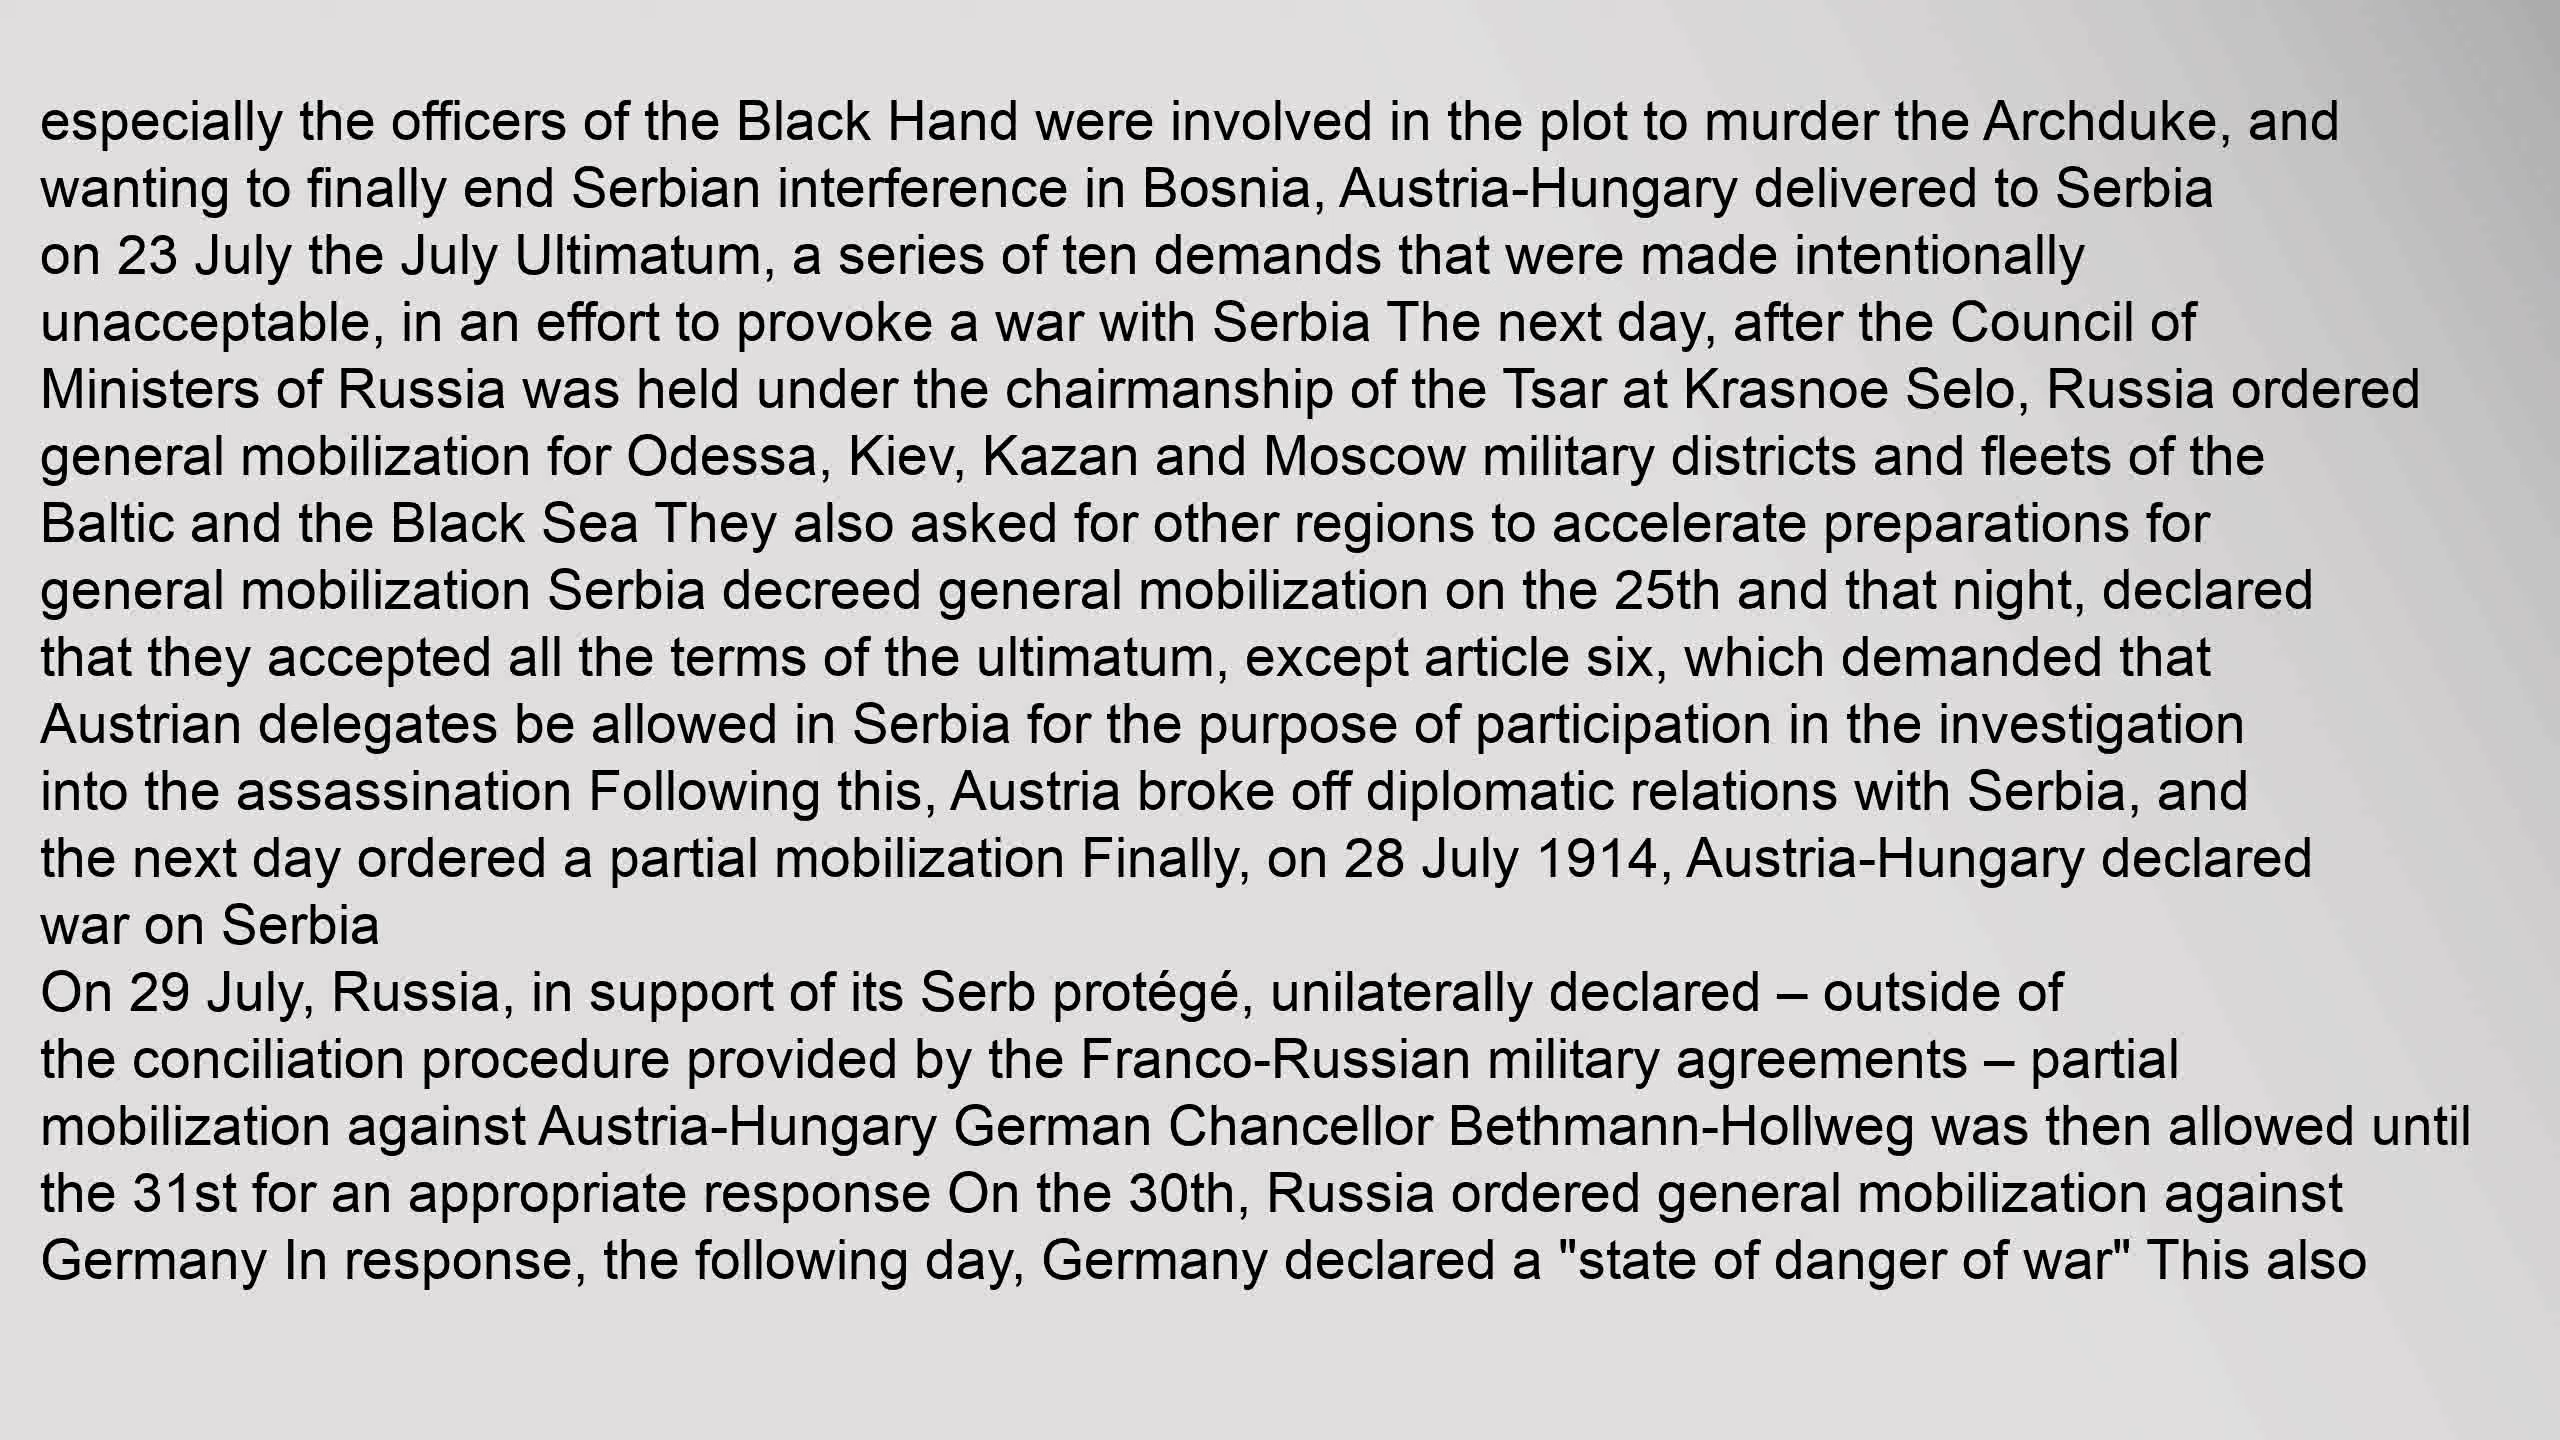 especially the officers of the Black Hand were involved in the plot to murder the Archduke, and
wanting to finally end Serbian interference in Bosnia, Austria-Hungary delivered to Serbia
on 23 July the July Ultimatum, a series of ten demands that were made intentionally
unacceptable, in an effort to provoke a war with Serbia The next day, after the Council of
Ministers of Russia was held under the chairmanship of the Tsar at Krasnoe Selo, Russia ordered
general mobilization for Odessa, Kiev, Kazan and Moscow military districts and fleets of the
Baltic and the Black Sea They also asked for other regions to accelerate preparations for
general mobilization Serbia decreed general mobilization on the 25th and that night, declared
that they accepted all the terms of the ultimatum, except article six, which demanded that
Austrian delegates be allowed in Serbia for the purpose of participation in the investigation
into the assassination Following this, Austria broke off diplomatic relations with Serbia, and
the next day ordered a partial mobilization Finally, on 28 July 1914, Austria-Hungary declared
war on Serbia
On 29 July, Russia, in support of its Serb protégé, unilaterally declared – outside of
the conciliation procedure provided by the Franco-Russian military agreements – partial
mobilization against Austria-Hungary German Chancellor Bethmann-Hollweg was then allowed until
the 31st for an appropriate response On the 30th, Russia ordered general mobilization against
Germany In response, the following day, Germany declared a "state of danger of war" This also